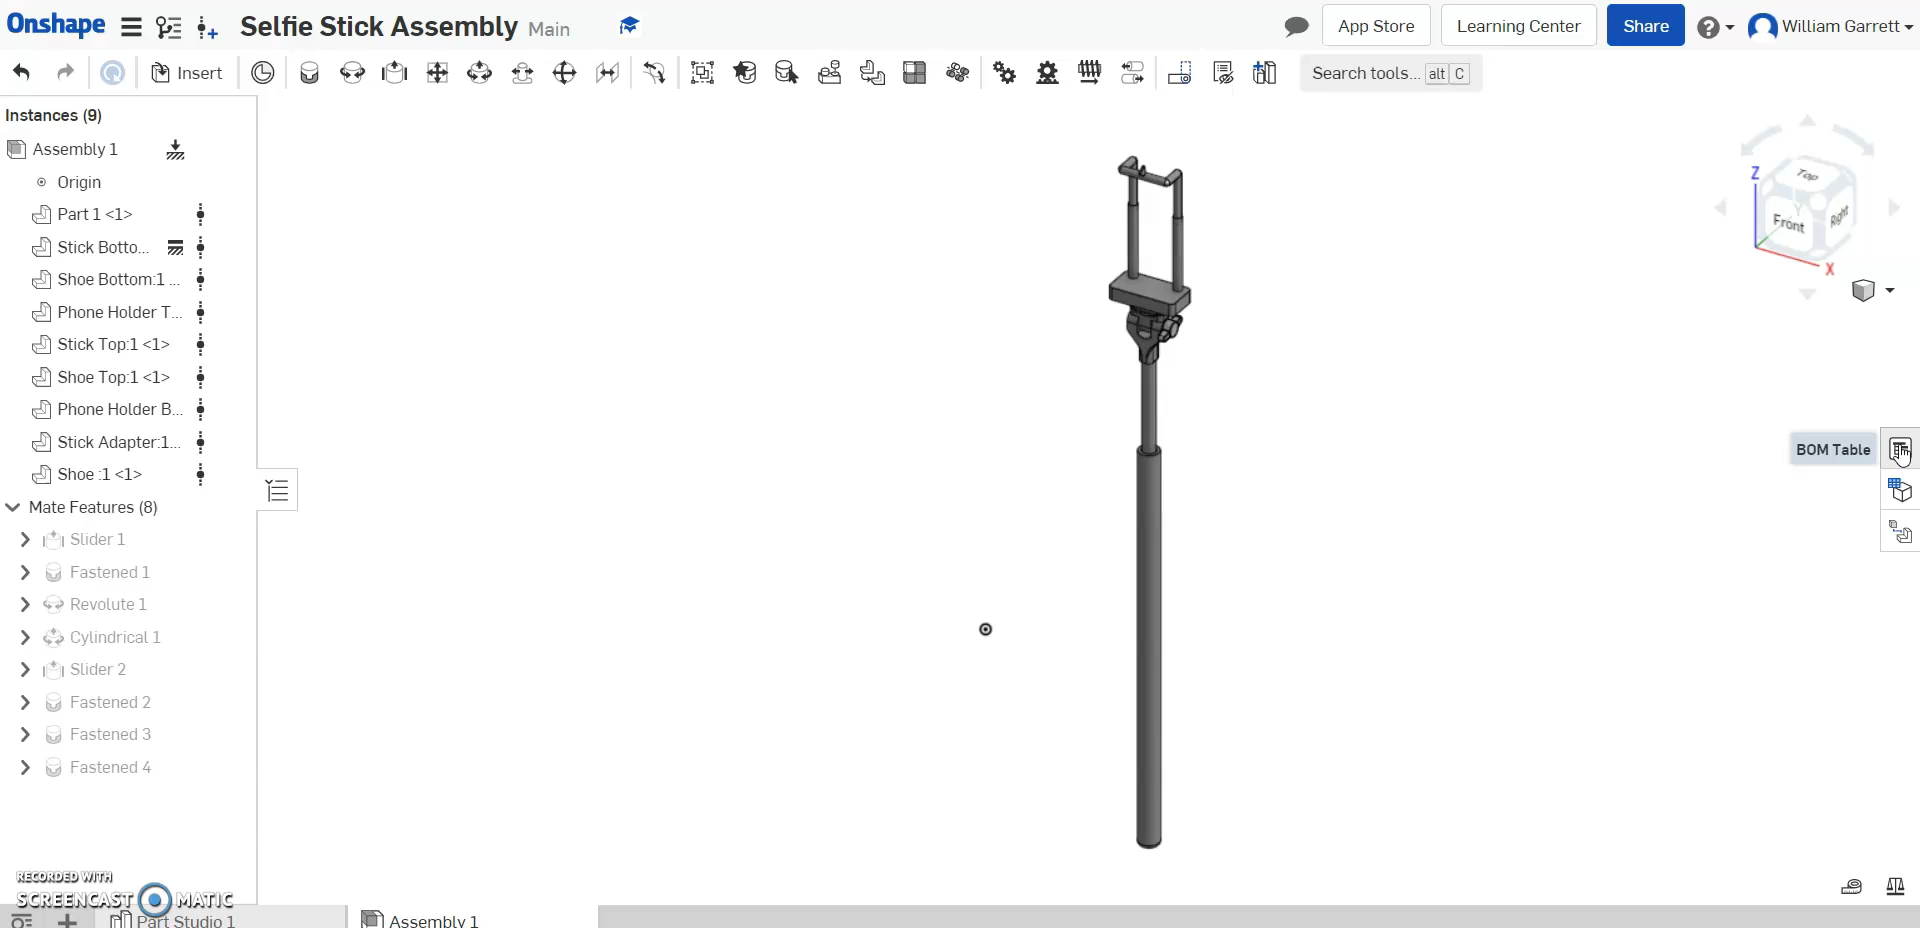 Onshape
Selfie Stick Assembly Main
App Store
Learning Center
Share
William Garrett
Insert
Search tools... alt C
Instances (9)
Assembly 1
Origin
Part 1 <1>
Stick Botto...
Shoe Bottom:1 ...
Phone Holder T...
Stick Top:1 <1>
Shoe Top:1 <1>
Phone Holder B...
Stick Adapter:1...
Shoe :1 <1>
Mate Features (8)
Slider 1
Fastened 1
Revolute 1
Cylindrical 1
Slider 2
Fastened 2
Fastened 3
Fastened 4
Z
Top
Y
Front
Right
X
BOM Table
RECORDED WITH
SCREENCAST MATIC
Part Studio 1
Assembly 1